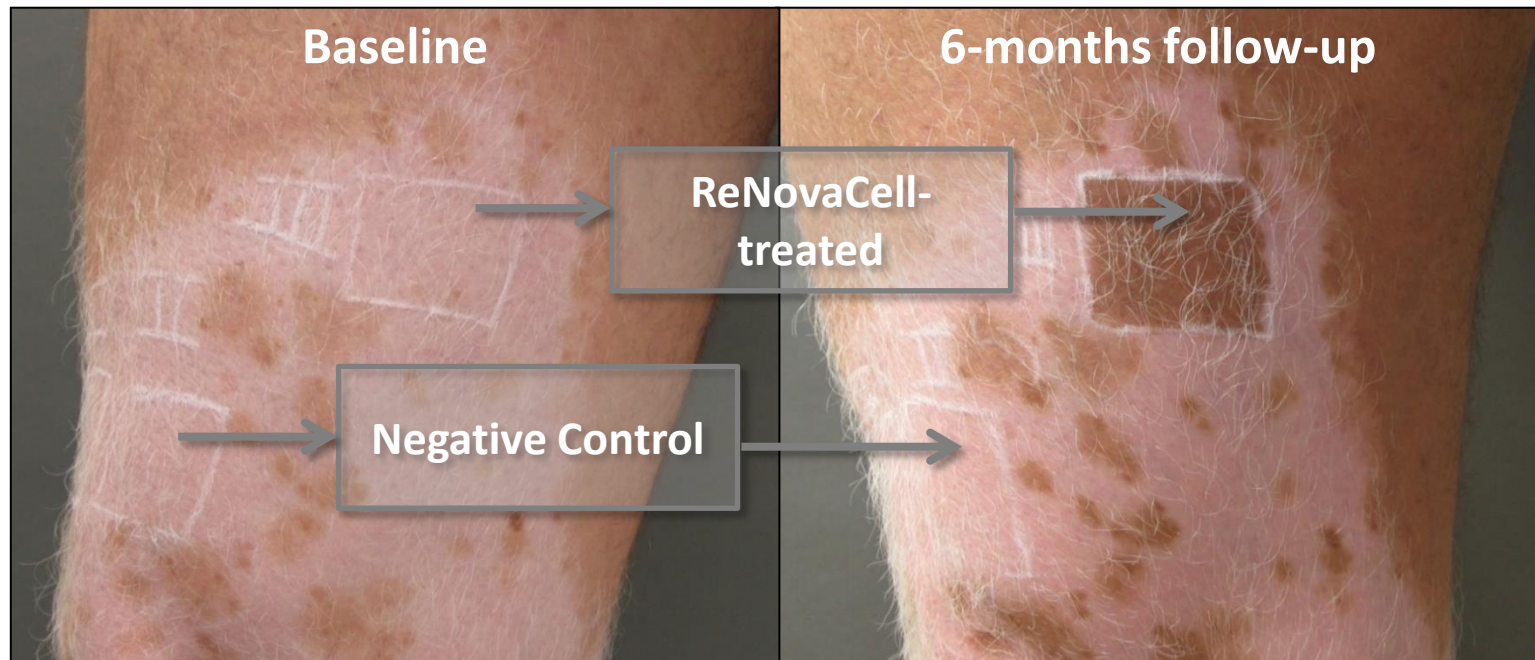 Baseline
6-months follow-up
ReNovaCell-
treated
Negative Control